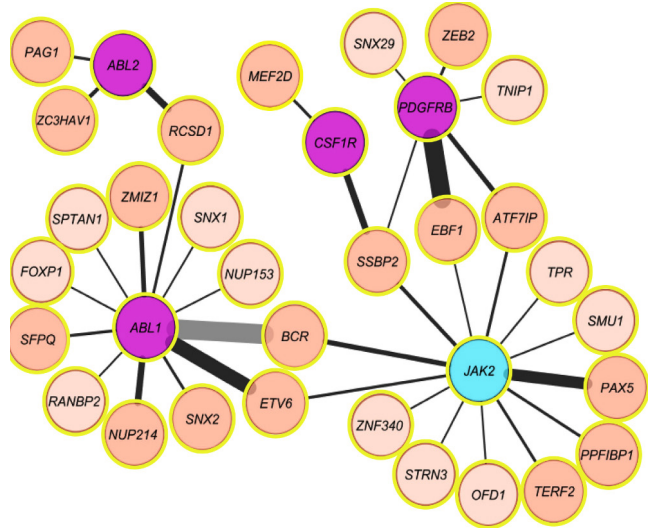 PAG1
ABL2
ZC3HAV1
RCSD1
MEF2D
CSF1R
SNX29
ZEB2
PDGFRB
TNIP1
ZMIZ1
SPTAN1
SNX1
FOXP1
NUP153
SFPQ
ABL1
BCR
RANBP2
NUP214
SNX2
ETV6
SSBP2
EBF1
ATF7IP
TPR
SMU1
JAK2
PAX5
ZNF340
PPFIBP1
STRN3
OFD1
TERF2